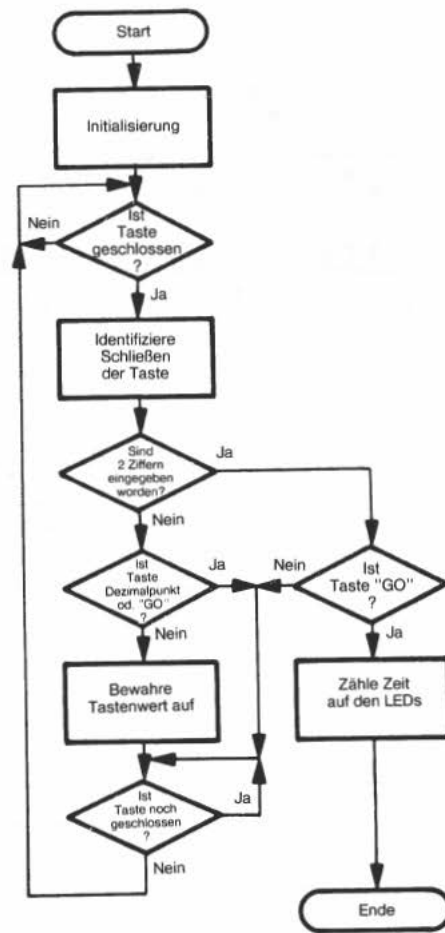 Start
Initialisierung
Nein
Ist
Taste
geschlossen
?
Ja
Identifiziere
Schließen
der Taste
Sind
2 Ziffern
eingegeben
worden?
Ja
Nein
Ist
Taste
Dezimalpunkt
od. "GO"
?
Ja
Nein
Ist
Taste "GO"
?
Nein
Ja
Bewahre
Tastenwert auf
Zähle Zeit
auf den LEDs
Ist
Taste noch
geschlossen
?
Ja
Nein
Ende